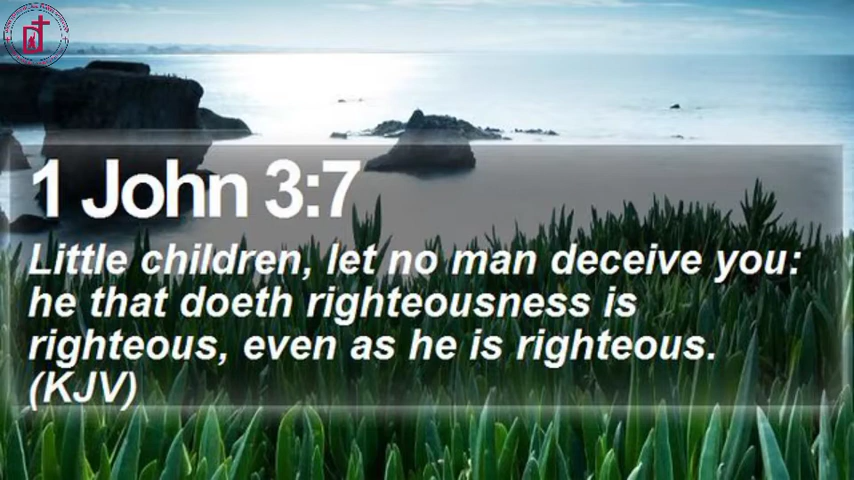 1 John 3:7
Little children, let no man deceive you:
he that doeth righteousness is
righteous, even as he is righteous.
(KJV)